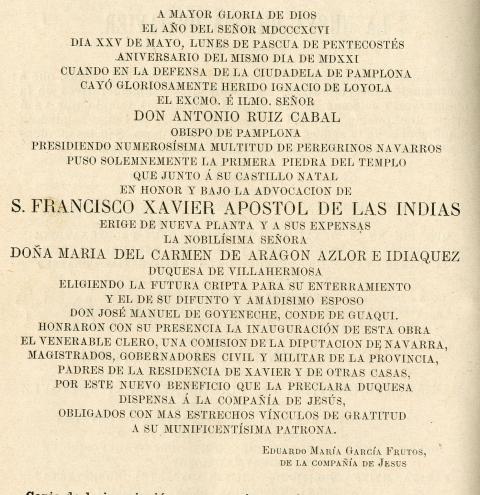 A MAYOR GLORIA DE DIOS
EL AÑO DEL SEÑOR MDCCCXCVI
DIA XXV DE MAYO, LUNES DE PASCUA DE PENTECOSTÉS
ANIVERSARIO DEL MISMO DIA DE MDXXI
CUANDO EN LA DEFENSA DE LA CIUDADELA DE PAMPLONA
CAYÓ GLORIOSAMENTE HERIDO IGNACIO DE LOYOLA
EL EXCMO. É ILMO. SEÑOR
DON ANTONIO RUIZ CABAL
OBISPO DE PAMPLONA
PRESIDIENDO NUMEROSÍSIMA MULTITUD DE PEREGRINOS NAVARROS
PUSO SOLEMNEMENTE LA PRIMERA PIEDRA DEL TEMPLO
QUE JUNTO Á SU CASTILLO NATAL
EN HONOR Y BAJO LA ADVOCACION DE
S. FRANCISCO XAVIER APOSTOL DE LAS INDIAS
ERIGE DE NUEVA PLANTA Y A SUS EXPENSAS
LA NOBILÍSIMA SEÑORA
DOÑA MARIA DEL CARMEN DE ARAGON AZLOR E IDIAQUEZ
DUQUESA DE VILLAHERMOSA
ELIGIENDO LA FUTURA CRIPTA PARA SU ENTERRAMIENTO
Y EL DE SU DIFUNTO Y AMADISIMO ESPOSO
DON JOSÉ MANUEL DE GOYENECHE, CONDE DE GUAQUI.
HONRARON CON SU PRESENCIA LA INAUGURACIÓN DE ESTA OBRA
EL VENERABLE CLERO, UNA COMISION DE LA DIPUTACION DE NAVARRA,
MAGISTRADOS, GOBERNADORES CIVIL Y MILITAR DE LA PROVINCIA,
PADRES DE LA RESIDENCIA DE XAVIER Y DE OTRAS CASAS,
POR ESTE NUEVO BENEFICIO QUE LA PRECLARA DUQUESA
DISPENSA Á LA COMPAÑÍA DE JESÚS,
OBLIGADOS CON MAS ESTRECHOS VÍNCULOS DE GRATITUD
A SU MUNIFICENTÍSIMA PATRONA.
EDUARDO MARÍA GARCÍA FRUTOS,
DE LA COMPAÑÍA DE JESUS